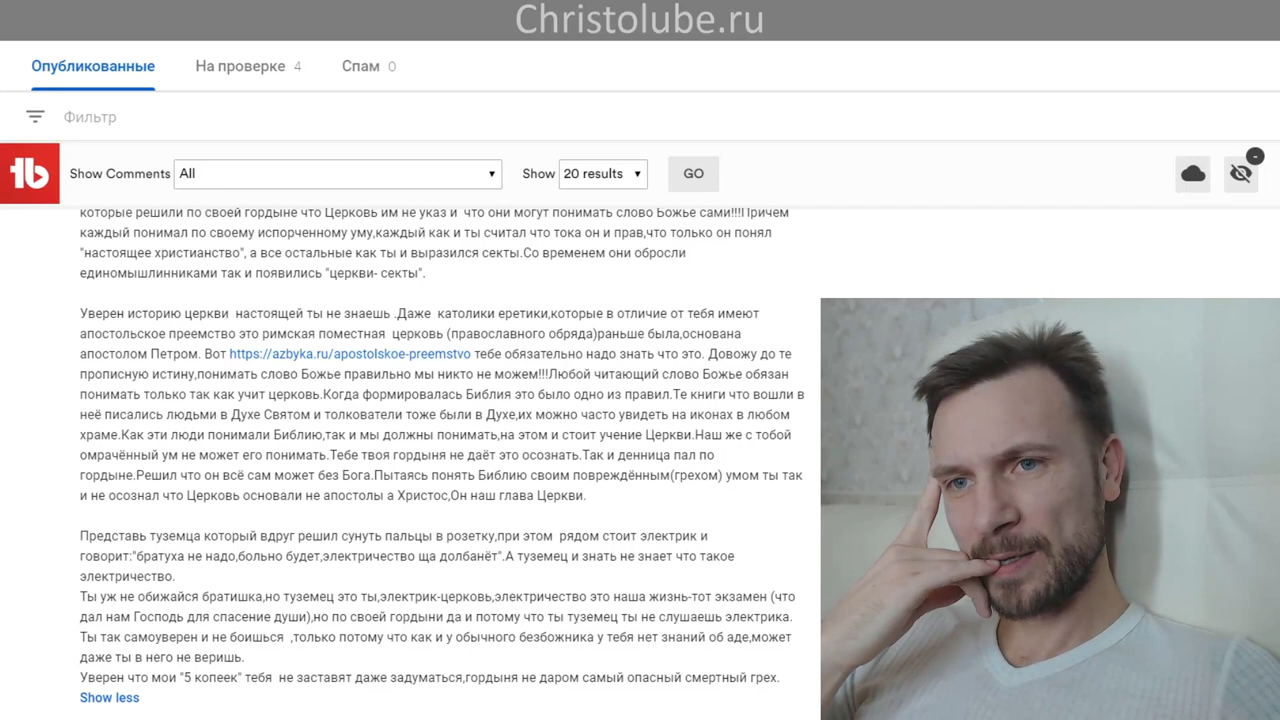 Christolube.ru
Опубликованные На проверке 4 Спам 0
Фильтр
tb Show Comments All Show 20 results GO -
которые решили по своей гордыне что Церковь им не указ и  что они могут понимать слово Божье сами!!!Причем
каждый понимал по своему испорченному уму,каждый как и ты считал что тока он и прав,что только он понял
"настоящее христианство", а все остальные как ты и выразился секты.Со временем они обросли
единомышлинниками так и появились "церкви- секты".
Уверен историю церкви  настоящей ты не знаешь .Даже  католики еретики,которые в отличие от тебя имеют
апостольское преемство это римская поместная  церковь (православного обряда)раньше была,основана
апостолом Петром. Вот https://azbyka.ru/apostolskoe-preemstvo тебе обязательно надо знать что это. Довожу до те
прописную истину,понимать слово Божье правильно мы никто не можем!!!Любой читающий слово Божье обязан
понимать только так как учит церковь.Когда формировалась Библия это было одно из правил.Те книги что вошли в
неё писались людьми в Духе Святом и толкователи тоже были в Духе,их можно часто увидеть на иконах в любом
храме.Как эти люди понимали Библию,так и мы должны понимать,на этом и стоит учение Церкви.Наш же с тобой
омрачённый ум не может его понимать.Тебе твоя гордыня не даёт это осознать.Так и денница пал по
гордыне.Решил что он всё сам может без Бога.Пытаясь понять Библию своим повреждённым(грехом) умом ты так
и не осознал что Церковь основали не апостолы а Христос,Он наш глава Церкви.
Представь туземца который вдруг решил сунуть пальцы в розетку,при этом  рядом стоит электрик и
говорит:"братуха не надо,больно будет,электричество ща долбанёт".А туземец и знать не знает что такое
электричество.
Ты уж не обижайся братишка,но туземец это ты,электрик-церковь,электричество это наша жизнь-тот экзамен (что
дал нам Господь для спасение души),но по своей гордыни да и потому что ты туземец ты не слушаешь электрика.
Ты так самоуверен и не боишься  ,только потому что как и у обычного безбожника у тебя нет знаний об аде,может
даже ты в него не веришь.
Уверен что мои "5 копеек" тебя  не заставят даже задуматься,гордыня не даром самый опасный смертный грех.
Show less